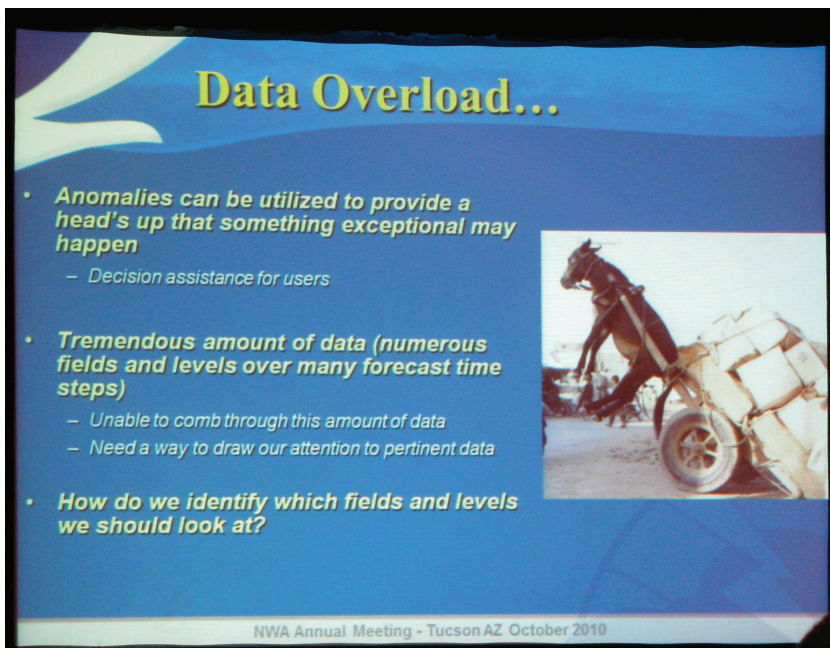 Data Overload…
• Anomalies can be utilized to provide a
head's up that something exceptional may
happen
– Decision assistance for users
• Tremendous amount of data (numerous
fields and levels over many forecast time
steps)
– Unable to comb through this amount of data
– Need a way to draw our attention to pertinent data
• How do we identify which fields and levels
we should look at?
NWA Annual Meeting - Tucson AZ October 2010